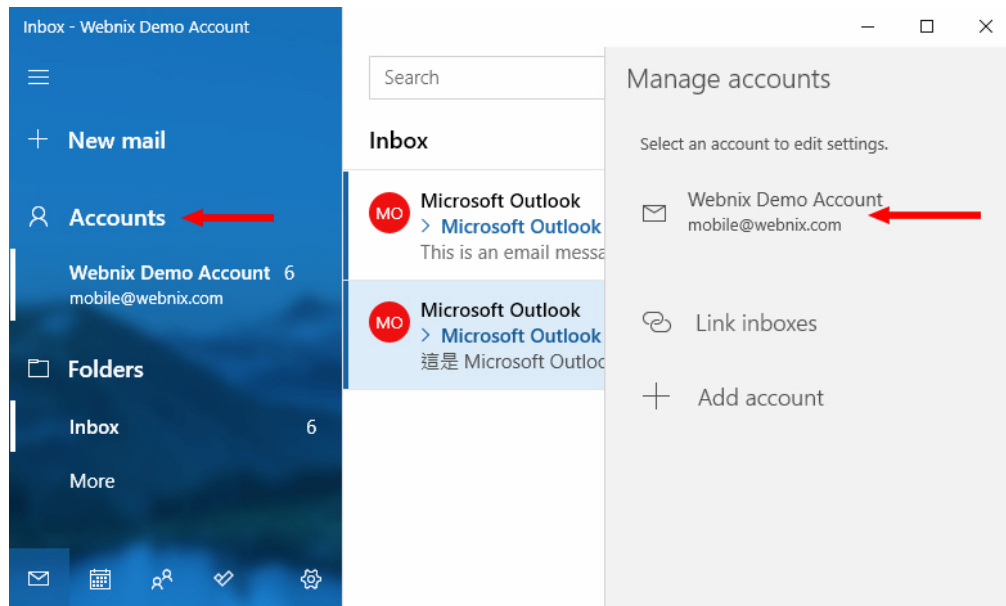 Inbox - Webnix Demo Account
New mail
Accounts
Webnix Demo Account 6
mobile@webnix.com
Folders
Inbox 6
More
Search
Inbox
MO
Microsoft Outlook
> Microsoft Outlook
This is an email messa
MO
Microsoft Outlook
> Microsoft Outlook
這是 Microsoft Outloo
Manage accounts
Select an account to edit settings.
Webnix Demo Account
mobile@webnix.com
Link inboxes
Add account